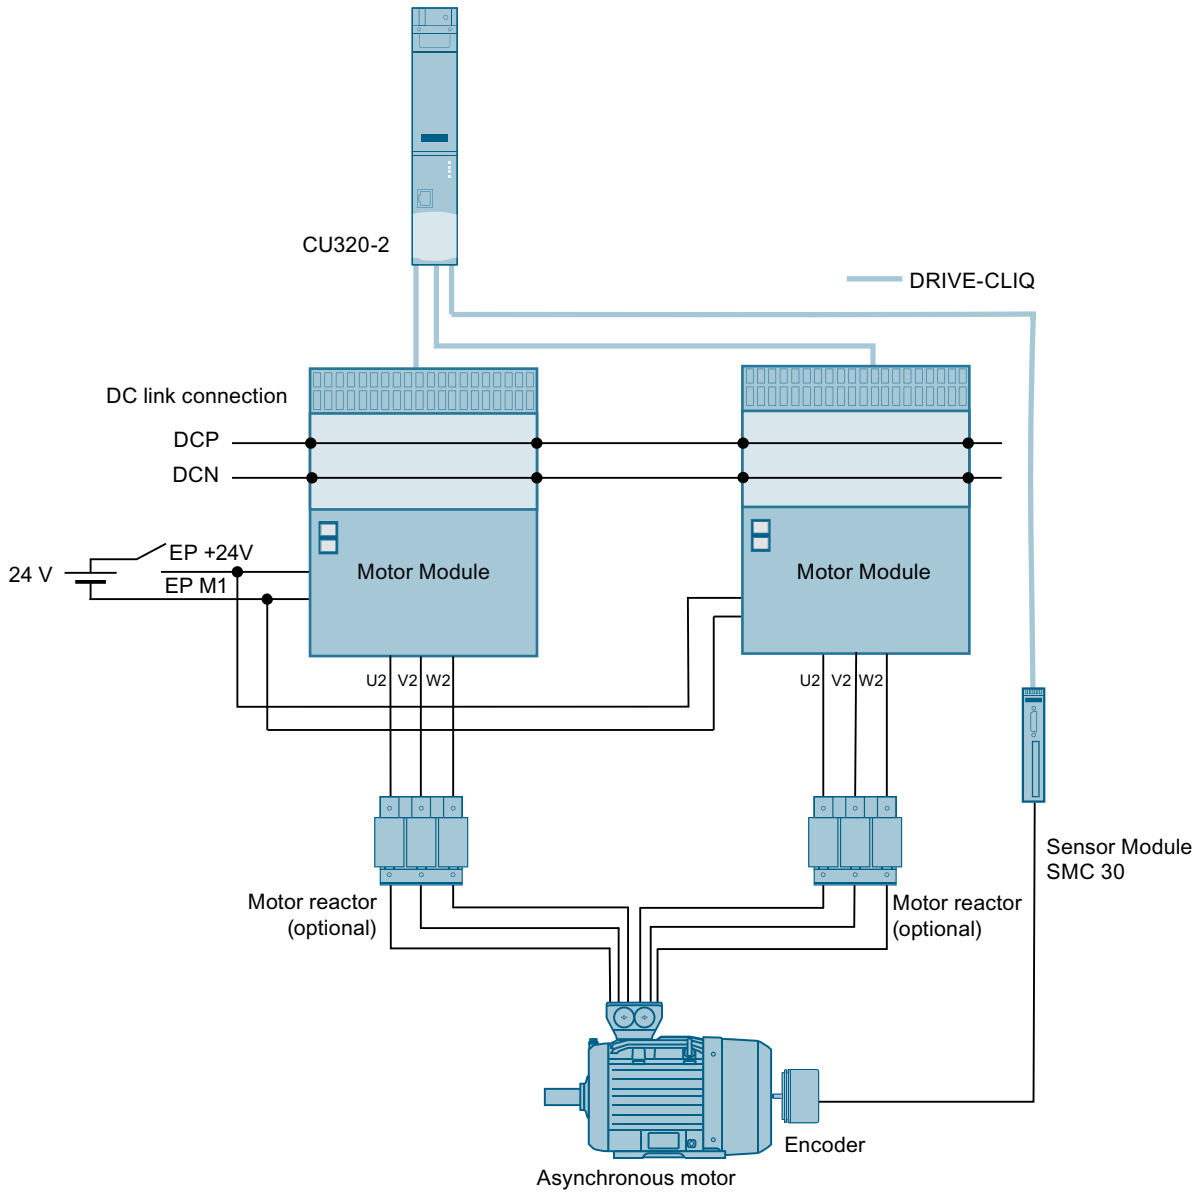 CU320-2
DRIVE-CLIQ
DC link connection
DCP
DCN
24 V
EP +24V
EP M1
Motor Module
Motor Module
U2 V2 W2
U2 V2 W2
Sensor Module
SMC 30
Motor reactor
(optional)
Motor reactor
(optional)
Encoder
Asynchronous motor